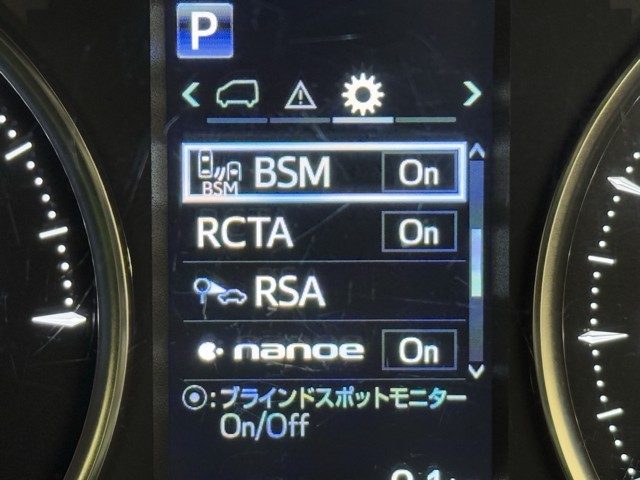 P
BSM BSM On
RCTA On
RSA
nanoe On
⦿:ブラインドスポットモニター
On/Off